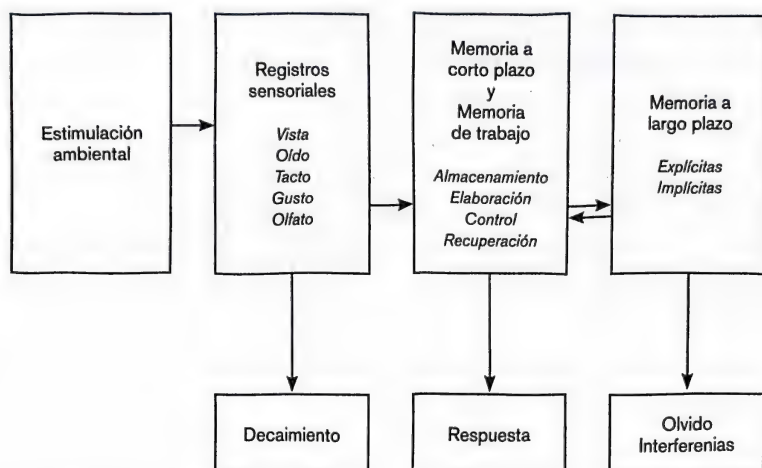 Estimulación
ambiental
Registros
sensoriales
Vista
Oído
Tacto
Gusto
Olfato
Memoria a
corto plazo
y
Memoria
de trabajo
Almacenamiento
Elaboración
Control
Recuperación
Memoria a
largo plazo
Explícitas
Implícitas
Decaimiento
Respuesta
Olvido
Interferenias